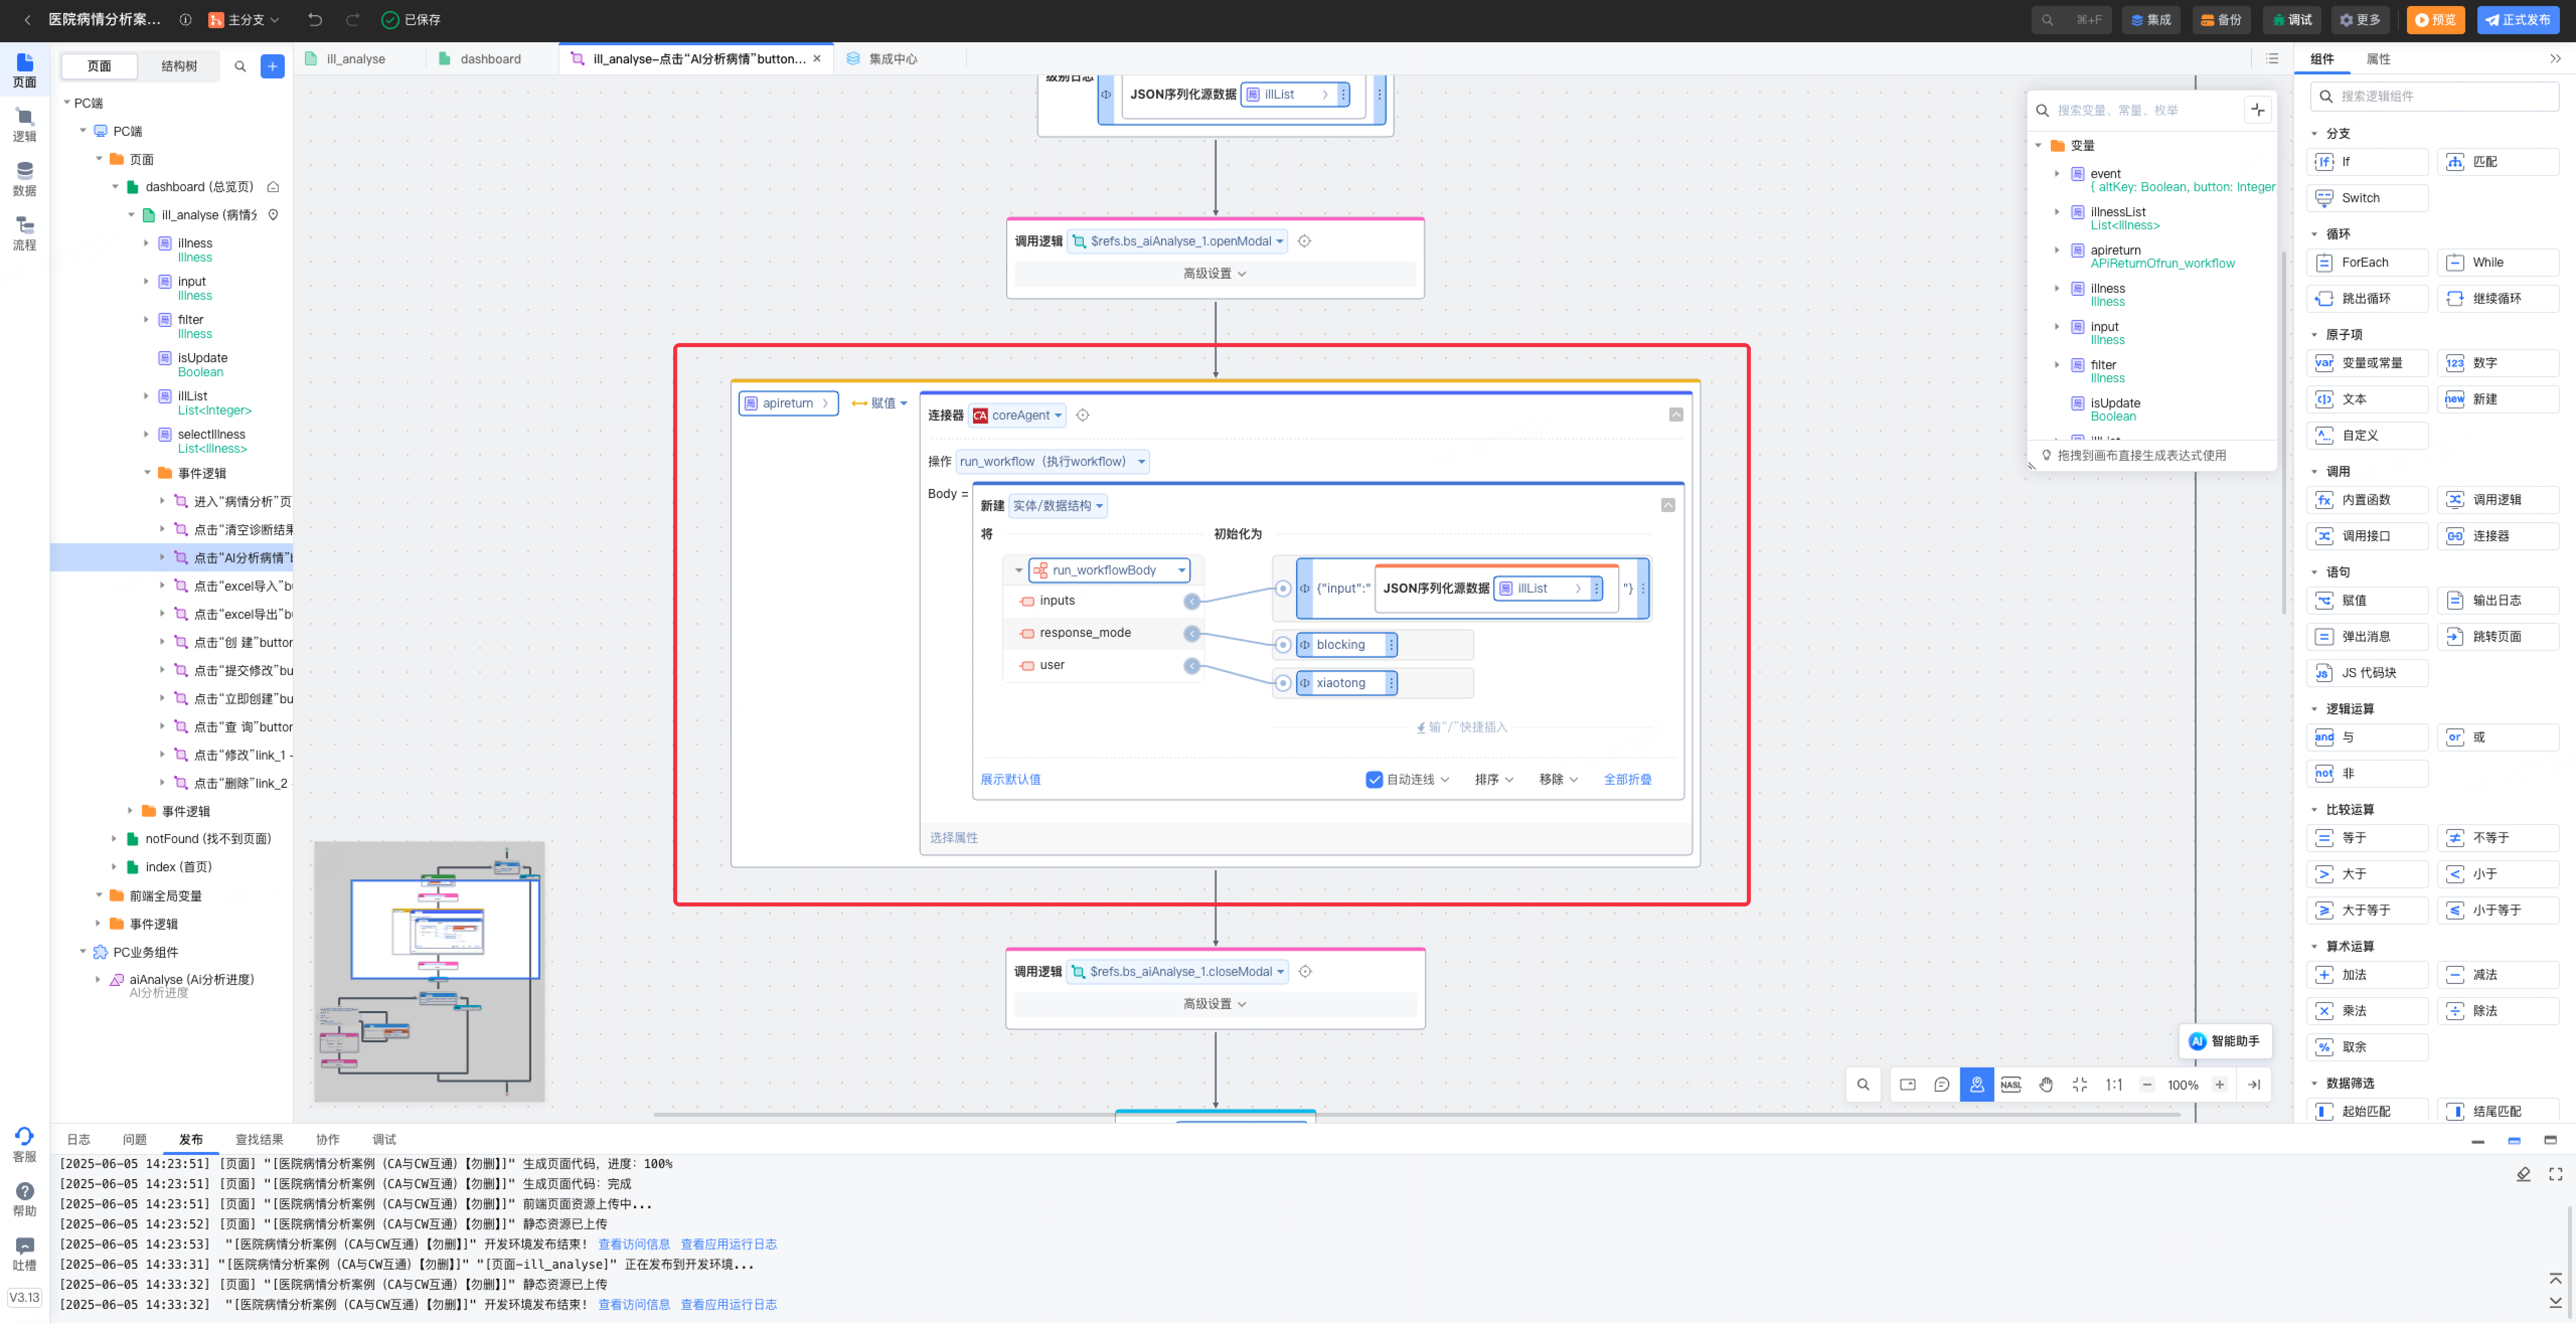 医院病情分析案...
主分支
已保存
⌘+F
集成
备份
调试
更多
预览
正式发布
页面
逻辑
数据
流程
客服
帮助
吐槽
V3.13
页面
结构树
PC端
PC端
页面
dashboard (总览页)
ill_analyse (病情分
illness
Illness
input
Illness
filter
Illness
isUpdate
Boolean
illList
List<Integer>
selectIllness
List<Illness>
事件逻辑
进入“病情分析”页
点击“清空诊断结果
点击“AI分析病情”b
点击“excel导入”bu
点击“excel导出”bu
点击“创 建”button
点击“提交修改”bu
点击“立即创建”bu
点击“查 询”button
点击“修改”link_1 -
点击“删除”link_2 -
事件逻辑
notFound (找不到页面)
index (首页)
前端全局变量
事件逻辑
PC业务组件
aiAnalyse (Ai分析进度)
AI分析进度
ill_analyse
dashboard
ill_analyse-点击“AI分析病情”button...
集成中心
级别日志
JSON序列化源数据 illList
调用逻辑 $refs.bs_aiAnalyse_1.openModal
高级设置
apireturn
赋值
连接器 CA coreAgent
操作 run_workflow（执行workflow）
Body =
新建 实体/数据结构
将
初始化为
run_workflowBody
inputs
{"input":" JSON序列化源数据 illList "}
response_mode
blocking
user
xiaotong
输“/”快捷插入
展示默认值
自动连线
排序
移除
全部折叠
选择属性
调用逻辑 $refs.bs_aiAnalyse_1.closeModal
高级设置
搜索变量、常量、枚举
变量
event
{ altKey: Boolean, button: Integer
illnessList
List<Illness>
apireturn
APiReturnOfrun_workflow
illness
Illness
input
Illness
filter
Illness
isUpdate
Boolean
拖拽到画布直接生成表达式使用
AI 智能助手
NASL
1:1
100%
组件
属性
搜索逻辑组件
分支
If If
匹配
Switch
循环
ForEach
While
跳出循环
继续循环
原子项
var 变量或常量
123 数字
文本
new 新建
自定义
调用
fx 内置函数
调用逻辑
调用接口
连接器
语句
赋值
输出日志
弹出消息
跳转页面
JS JS 代码块
逻辑运算
and 与
or 或
not 非
比较运算
等于
不等于
大于
小于
大于等于
小于等于
算术运算
加法
减法
乘法
除法
取余
数据筛选
起始匹配
结尾匹配
日志
问题
发布
查找结果
协作
调试
[2025-06-05 14:23:51] [页面] "[医院病情分析案例（CA与CW互通）【勿删】]" 生成页面代码，进度：100%
[2025-06-05 14:23:51] [页面] "[医院病情分析案例（CA与CW互通）【勿删】]" 生成页面代码：完成
[2025-06-05 14:23:51] [页面] "[医院病情分析案例（CA与CW互通）【勿删】]" 前端页面资源上传中...
[2025-06-05 14:23:52] [页面] "[医院病情分析案例（CA与CW互通）【勿删】]" 静态资源已上传
[2025-06-05 14:23:53] "[医院病情分析案例（CA与CW互通）【勿删】]" 开发环境发布结束！ 查看访问信息 查看应用运行日志
[2025-06-05 14:33:31] "[医院病情分析案例（CA与CW互通）【勿删】]" "[页面-ill_analyse]" 正在发布到开发环境...
[2025-06-05 14:33:32] [页面] "[医院病情分析案例（CA与CW互通）【勿删】]" 静态资源已上传
[2025-06-05 14:33:32] "[医院病情分析案例（CA与CW互通）【勿删】]" 开发环境发布结束！ 查看访问信息 查看应用运行日志